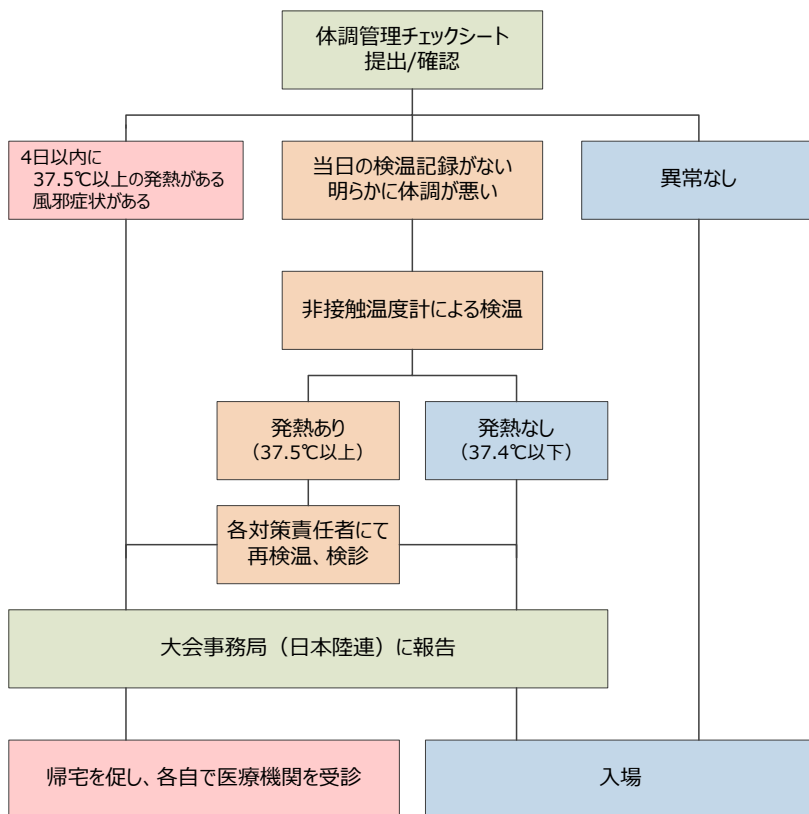 体調管理チェックシート
提出/確認
4日以内に
37.5℃以上の発熱がある
風邪症状がある
当日の検温記録がない
明らかに体調が悪い
異常なし
非接触温度計による検温
発熱あり
（37.5℃以上）
発熱なし
（37.4℃以下）
各対策責任者にて
再検温、検診
大会事務局（日本陸連）に報告
帰宅を促し、各自で医療機関を受診
入場